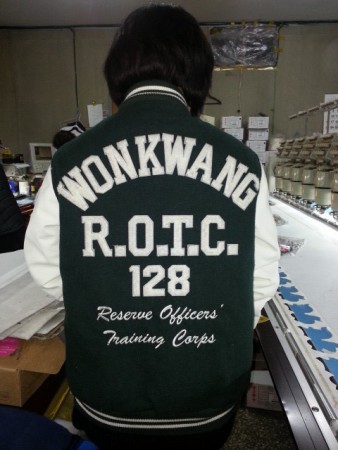 WONKWANG
R.O.T.C.
128
Reserve Officers'
Training Corps